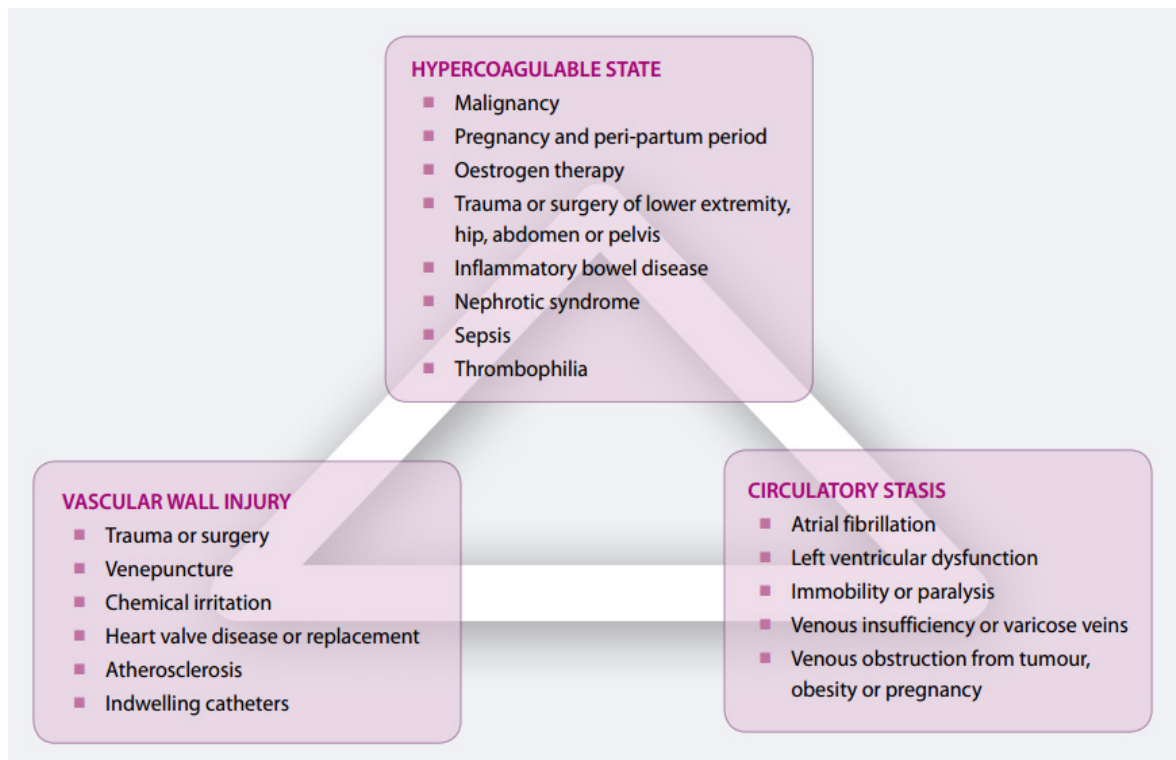 HYPERCOAGULABLE STATE
■ Malignancy
■ Pregnancy and peri-partum period
■ Oestrogen therapy
■ Trauma or surgery of lower extremity,
hip, abdomen or pelvis
■ Inflammatory bowel disease
■ Nephrotic syndrome
■ Sepsis
■ Thrombophilia
VASCULAR WALL INJURY
■ Trauma or surgery
■ Venepuncture
■ Chemical irritation
■ Heart valve disease or replacement
■ Atherosclerosis
■ Indwelling catheters
CIRCULATORY STASIS
■ Atrial fibrillation
■ Left ventricular dysfunction
■ Immobility or paralysis
■ Venous insufficiency or varicose veins
■ Venous obstruction from tumour,
obesity or pregnancy